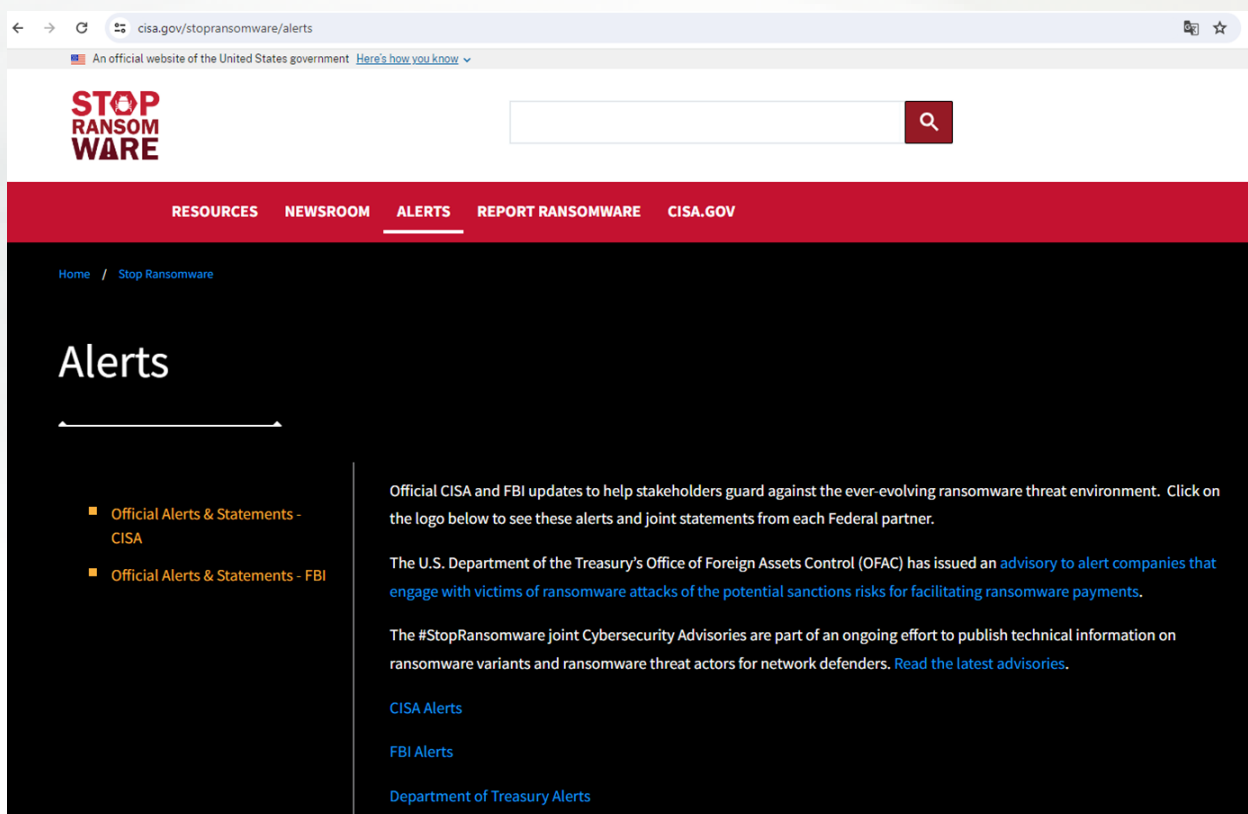 cisa.gov/stopransomware/alerts
An official website of the United States government Here's how you know
STOP
RANSOM
WARE
RESOURCES NEWSROOM ALERTS REPORT RANSOMWARE CISA.GOV
Home / Stop Ransomware
Alerts
Official Alerts & Statements -
CISA
Official Alerts & Statements - FBI
Official CISA and FBI updates to help stakeholders guard against the ever-evolving ransomware threat environment. Click on
the logo below to see these alerts and joint statements from each Federal partner.
The U.S. Department of the Treasury's Office of Foreign Assets Control (OFAC) has issued an advisory to alert companies that
engage with victims of ransomware attacks of the potential sanctions risks for facilitating ransomware payments.
The #StopRansomware joint Cybersecurity Advisories are part of an ongoing effort to publish technical information on
ransomware variants and ransomware threat actors for network defenders. Read the latest advisories.
CISA Alerts
FBI Alerts
Department of Treasury Alerts